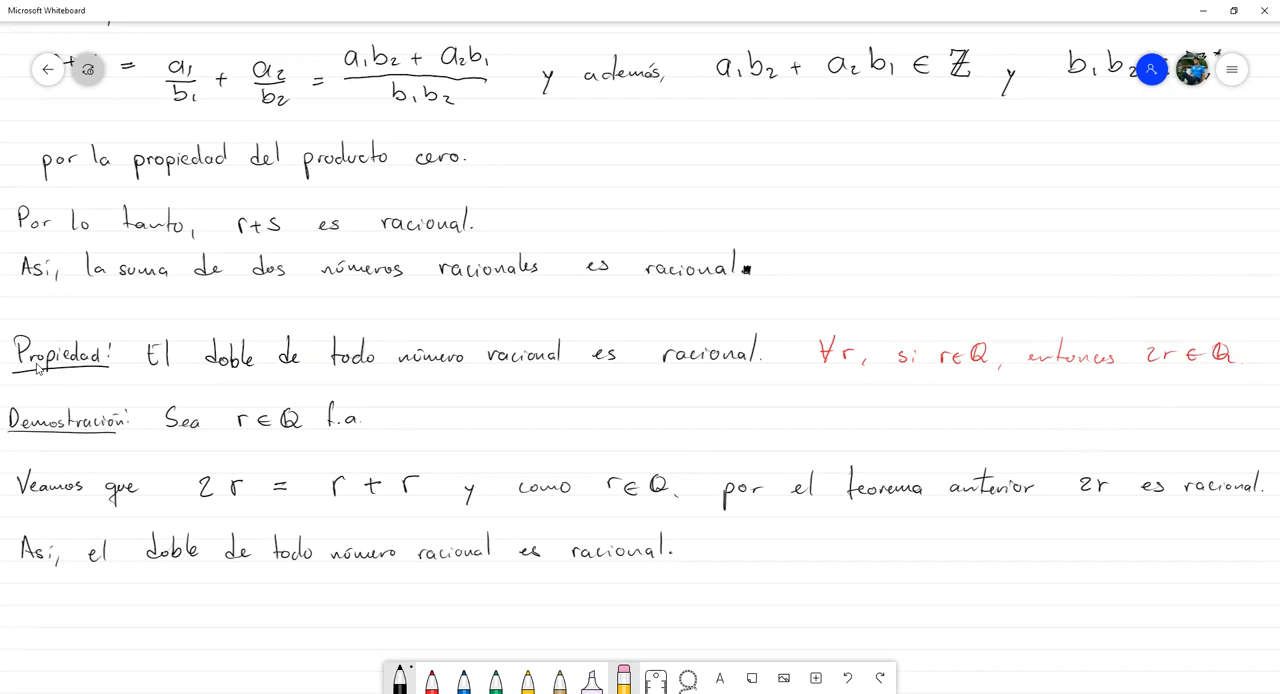 Microsoft Whiteboard
= a₁/b₁ + a₂/b₂ = (a₁b₂ + a₂b₁)/(b₁b₂) y además, a₁b₂ + a₂b₁ ∈ ℤ y b₁b₂
por la propiedad del producto cero.
Por lo tanto, r+s es racional.
Así, la suma de dos números racionales es racional.
Propiedad: El doble de todo número racional es racional. ∀r, si r∈ℚ, entonces 2r ∈ ℚ.
Demostración: Sea r ∈ ℚ f.a.
Veamos que 2r = r + r y como r∈ℚ, por el teorema anterior 2r es racional.
Así, el doble de todo número racional es racional.
A